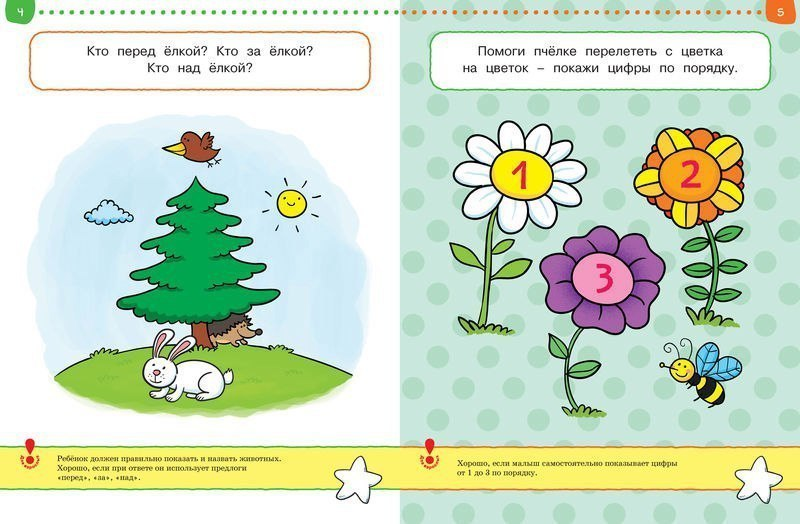 4
Кто перед ёлкой? Кто за ёлкой?
Кто над ёлкой?
Ребёнок должен правильно показать и назвать животных.
Хорошо, если при ответе он использует предлоги
«перед», «за», «над».
5
Помоги пчёлке перелететь с цветка
на цветок – покажи цифры по порядку.
1
2
3
Хорошо, если малыш самостоятельно показывает цифры
от 1 до 3 по порядку.